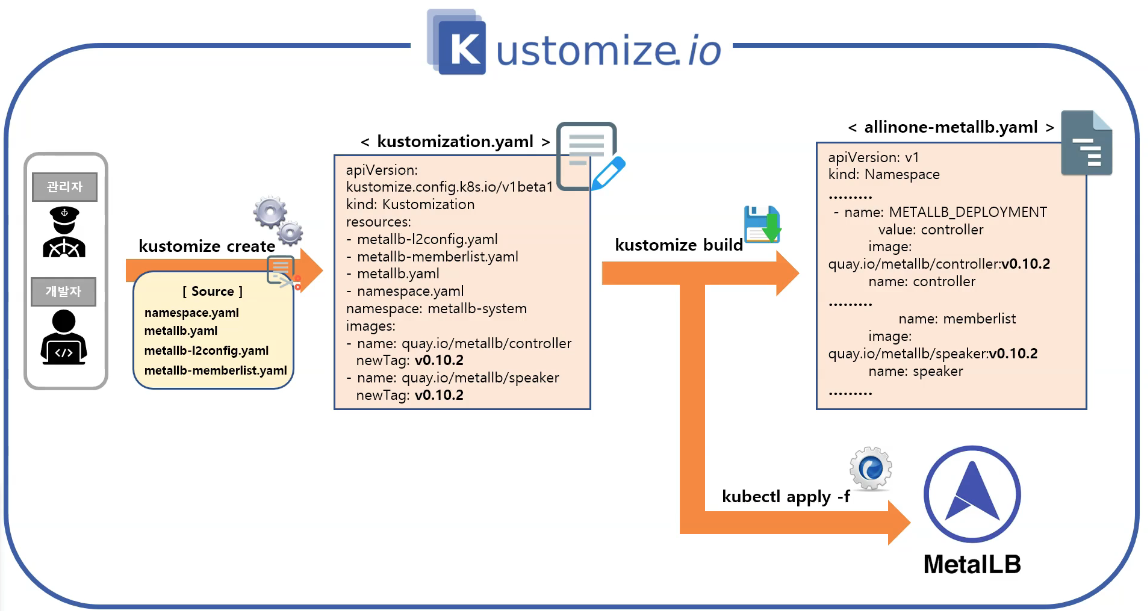 Kustomize.io
관리자
개발자
kustomize create
[ Source ]
namespace.yaml
metallb.yaml
metallb-l2config.yaml
metallb-memberlist.yaml
< kustomization.yaml >
apiVersion:
kustomize.config.k8s.io/v1beta1
kind: Kustomization
resources:
- metallb-l2config.yaml
- metallb-memberlist.yaml
- metallb.yaml
- namespace.yaml
namespace: metallb-system
images:
- name: quay.io/metallb/controller
newTag: v0.10.2
- name: quay.io/metallb/speaker
newTag: v0.10.2
kustomize build
< allinone-metallb.yaml >
apiVersion: v1
kind: Namespace
.........
- name: METALLB_DEPLOYMENT
value: controller
image:
quay.io/metallb/controller:v0.10.2
name: controller
.........
name: memberlist
image:
quay.io/metallb/speaker:v0.10.2
name: speaker
.........
kubectl apply -f
MetalLB